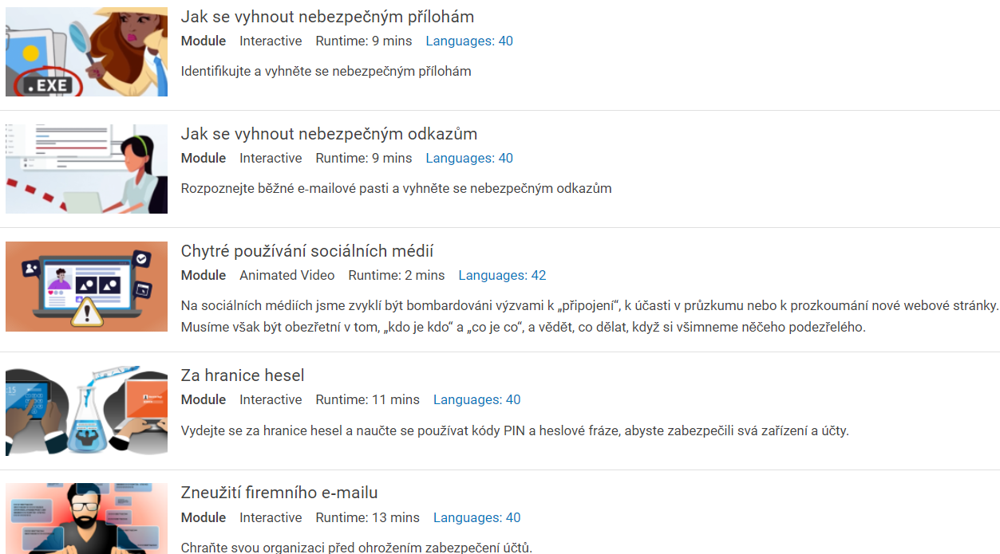 Jak se vyhnout nebezpečným přílohám
Module Interactive Runtime: 9 mins Languages: 40
Identifikujte a vyhněte se nebezpečným přílohám
.EXE
Jak se vyhnout nebezpečným odkazům
Module Interactive Runtime: 9 mins Languages: 40
Rozpoznejte běžné e-mailové pasti a vyhněte se nebezpečným odkazům
Chytré používání sociálních médií
Module Animated Video Runtime: 2 mins Languages: 42
Na sociálních médiích jsme zvyklí být bombardováni výzvami k „připojení“, k účasti v průzkumu nebo k prozkoumání nové webové stránky.
Musíme však být obezřetní v tom, „kdo je kdo“ a „co je co“, a vědět, co dělat, když si všimneme něčeho podezřelého.
Za hranice hesel
Module Interactive Runtime: 11 mins Languages: 40
Vydejte se za hranice hesel a naučte se používat kódy PIN a heslové fráze, abyste zabezpečili svá zařízení a účty.
Zneužití firemního e-mailu
Module Interactive Runtime: 13 mins Languages: 40
Chraňte svou organizaci před ohrožením zabezpečení účtů.